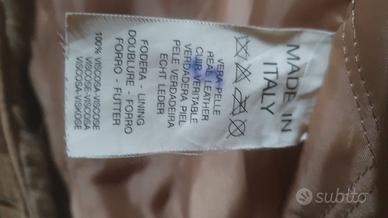 MADE IN
ITALY
VERA PELLE
REAL LEATHER
CUIR VERITABLE
VERDADERA PIEL
PELE VERDADEIRA
ECHT LEDER
FODERA - LINING
DOUBLURE - FORRO
FORRO - FUTTER
100% VISCOSA-VISCOSE
VISCOSE-VISCOSA
VISCOSA-VISKOSE
subito